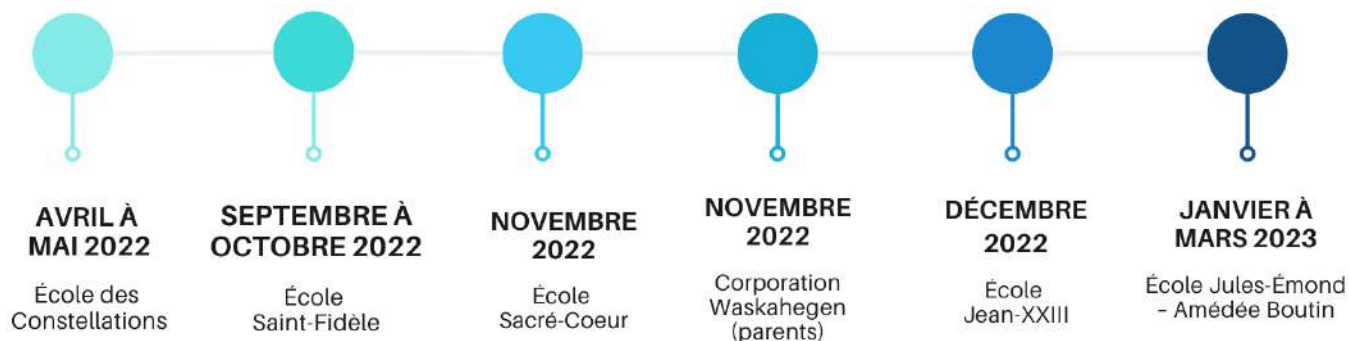 AVRIL À
MAI 2022
École des
Constellations
SEPTEMBRE À
OCTOBRE 2022
École
Saint-Fidèle
NOVEMBRE
2022
École
Sacré-Coeur
NOVEMBRE
2022
Corporation
Waskahegen
(parents)
DÉCEMBRE
2022
École
Jean-XXIII
JANVIER À
MARS 2023
École Jules-Émond
– Amédée Boutin